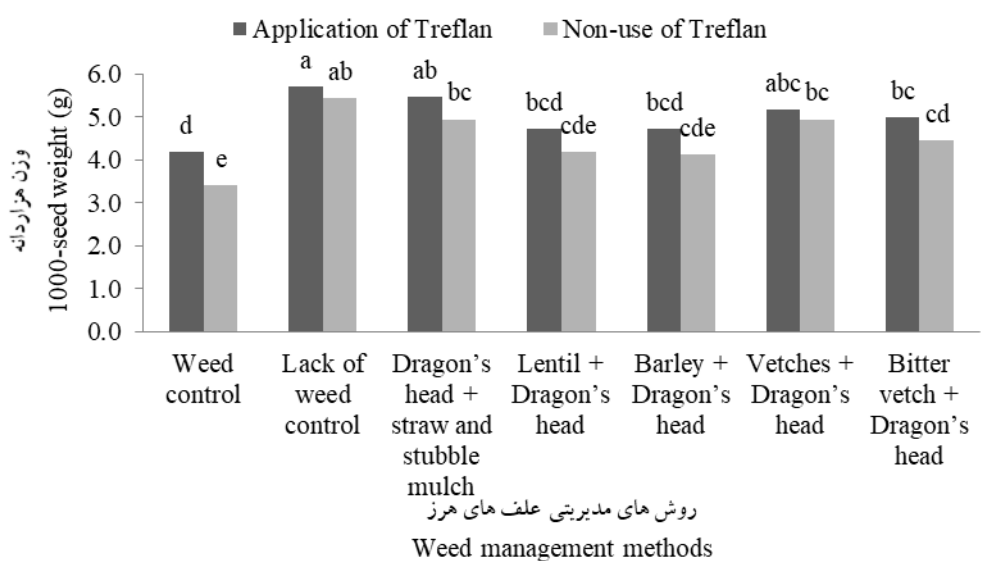 Application of Treflan Non-use of Treflan
وزن هزاردانه
1000-seed weight (g)
6.0
5.0
4.0
3.0
2.0
1.0
0.0
d e a ab ab bc bcd cde bcd cde abc bc bc cd
Weed
control
Lack of
weed
control
Dragon’s
head +
straw and
stubble
mulch
Lentil +
Dragon’s
head
Barley +
Dragon’s
head
Vetches +
Dragon’s
head
Bitter
vetch +
Dragon’s
head
روش های مدیریتی علف های هرز
Weed management methods